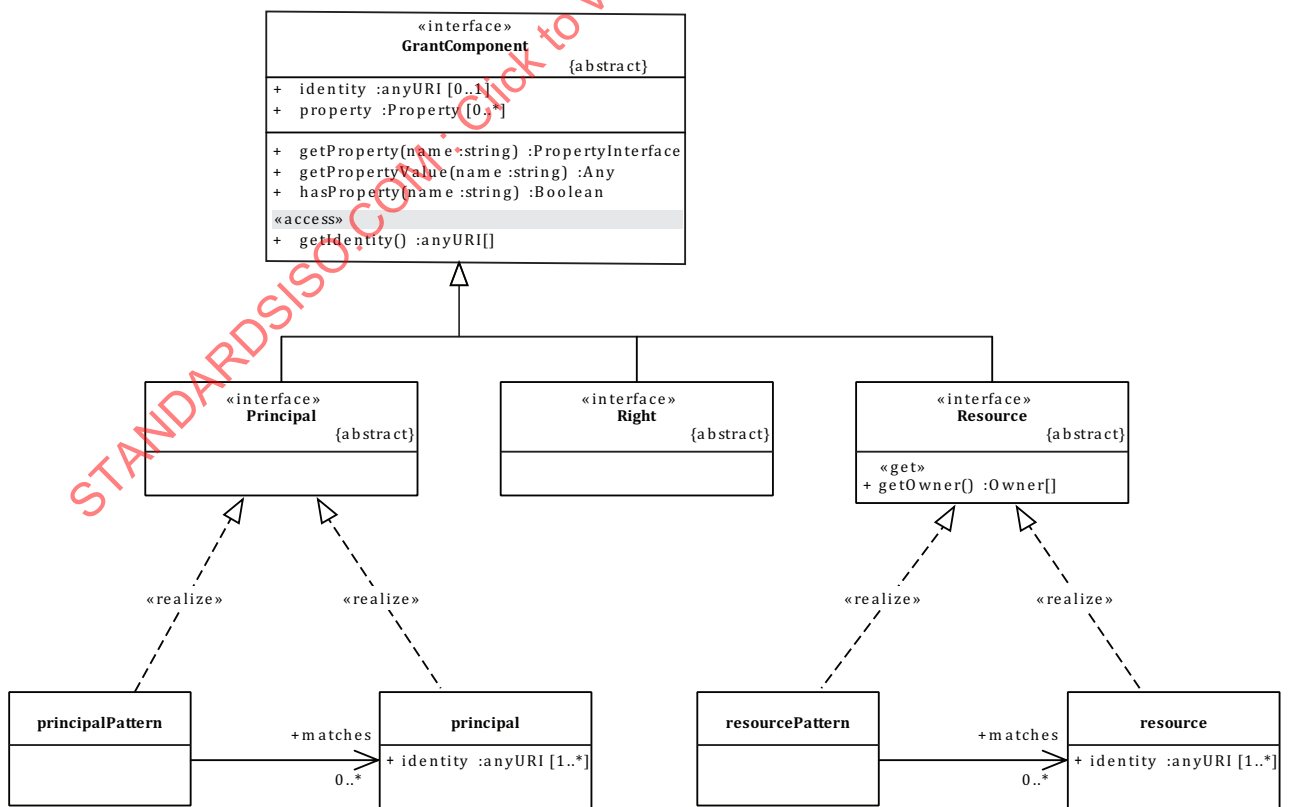 «interface»
GrantComponent
{abstract}
+ identity :anyURI [0..1]
+ property :Property [0..*]
+ getProperty(name :string) :PropertyInterface
+ getPropertyValue(name :string) :Any
+ hasProperty(name :string) :Boolean
«access»
+ getIdentity() :anyURI[]
«interface»
Principal
{abstract}
«interface»
Right
{abstract}
«interface»
Resource
{abstract}
«get»
+ getOwner() :Owner[]
«realize»
«realize»
«realize»
«realize»
principalPattern
+matches
0..*
principal
+ identity :anyURI [1..*]
resourcePattern
+matches
0..*
resource
+ identity :anyURI [1..*]
STANDARDSISO.COM : Click to